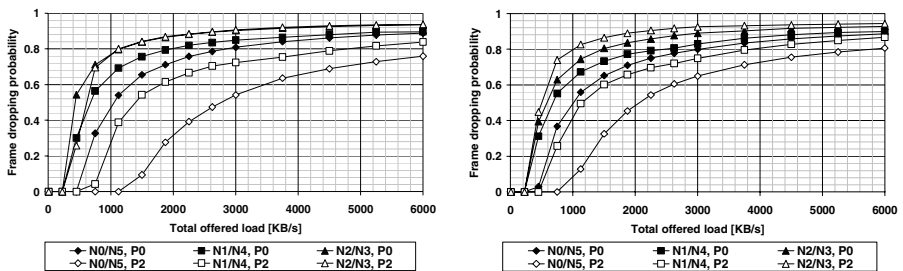 Frame dropping probability
1
0.8
0.6
0.4
0.2
0
0 1000 2000 3000 4000 5000 6000
Total offered load [KB/s]
N0/N5, P0 N1/N4, P0 N2/N3, P0
N0/N5, P2 N1/N4, P2 N2/N3, P2
Frame dropping probability
1
0.8
0.6
0.4
0.2
0
0 1000 2000 3000 4000 5000 6000
Total offered load [KB/s]
N0/N5, P0 N1/N4, P0 N2/N3, P0
N0/N5, P2 N1/N4, P2 N2/N3, P2